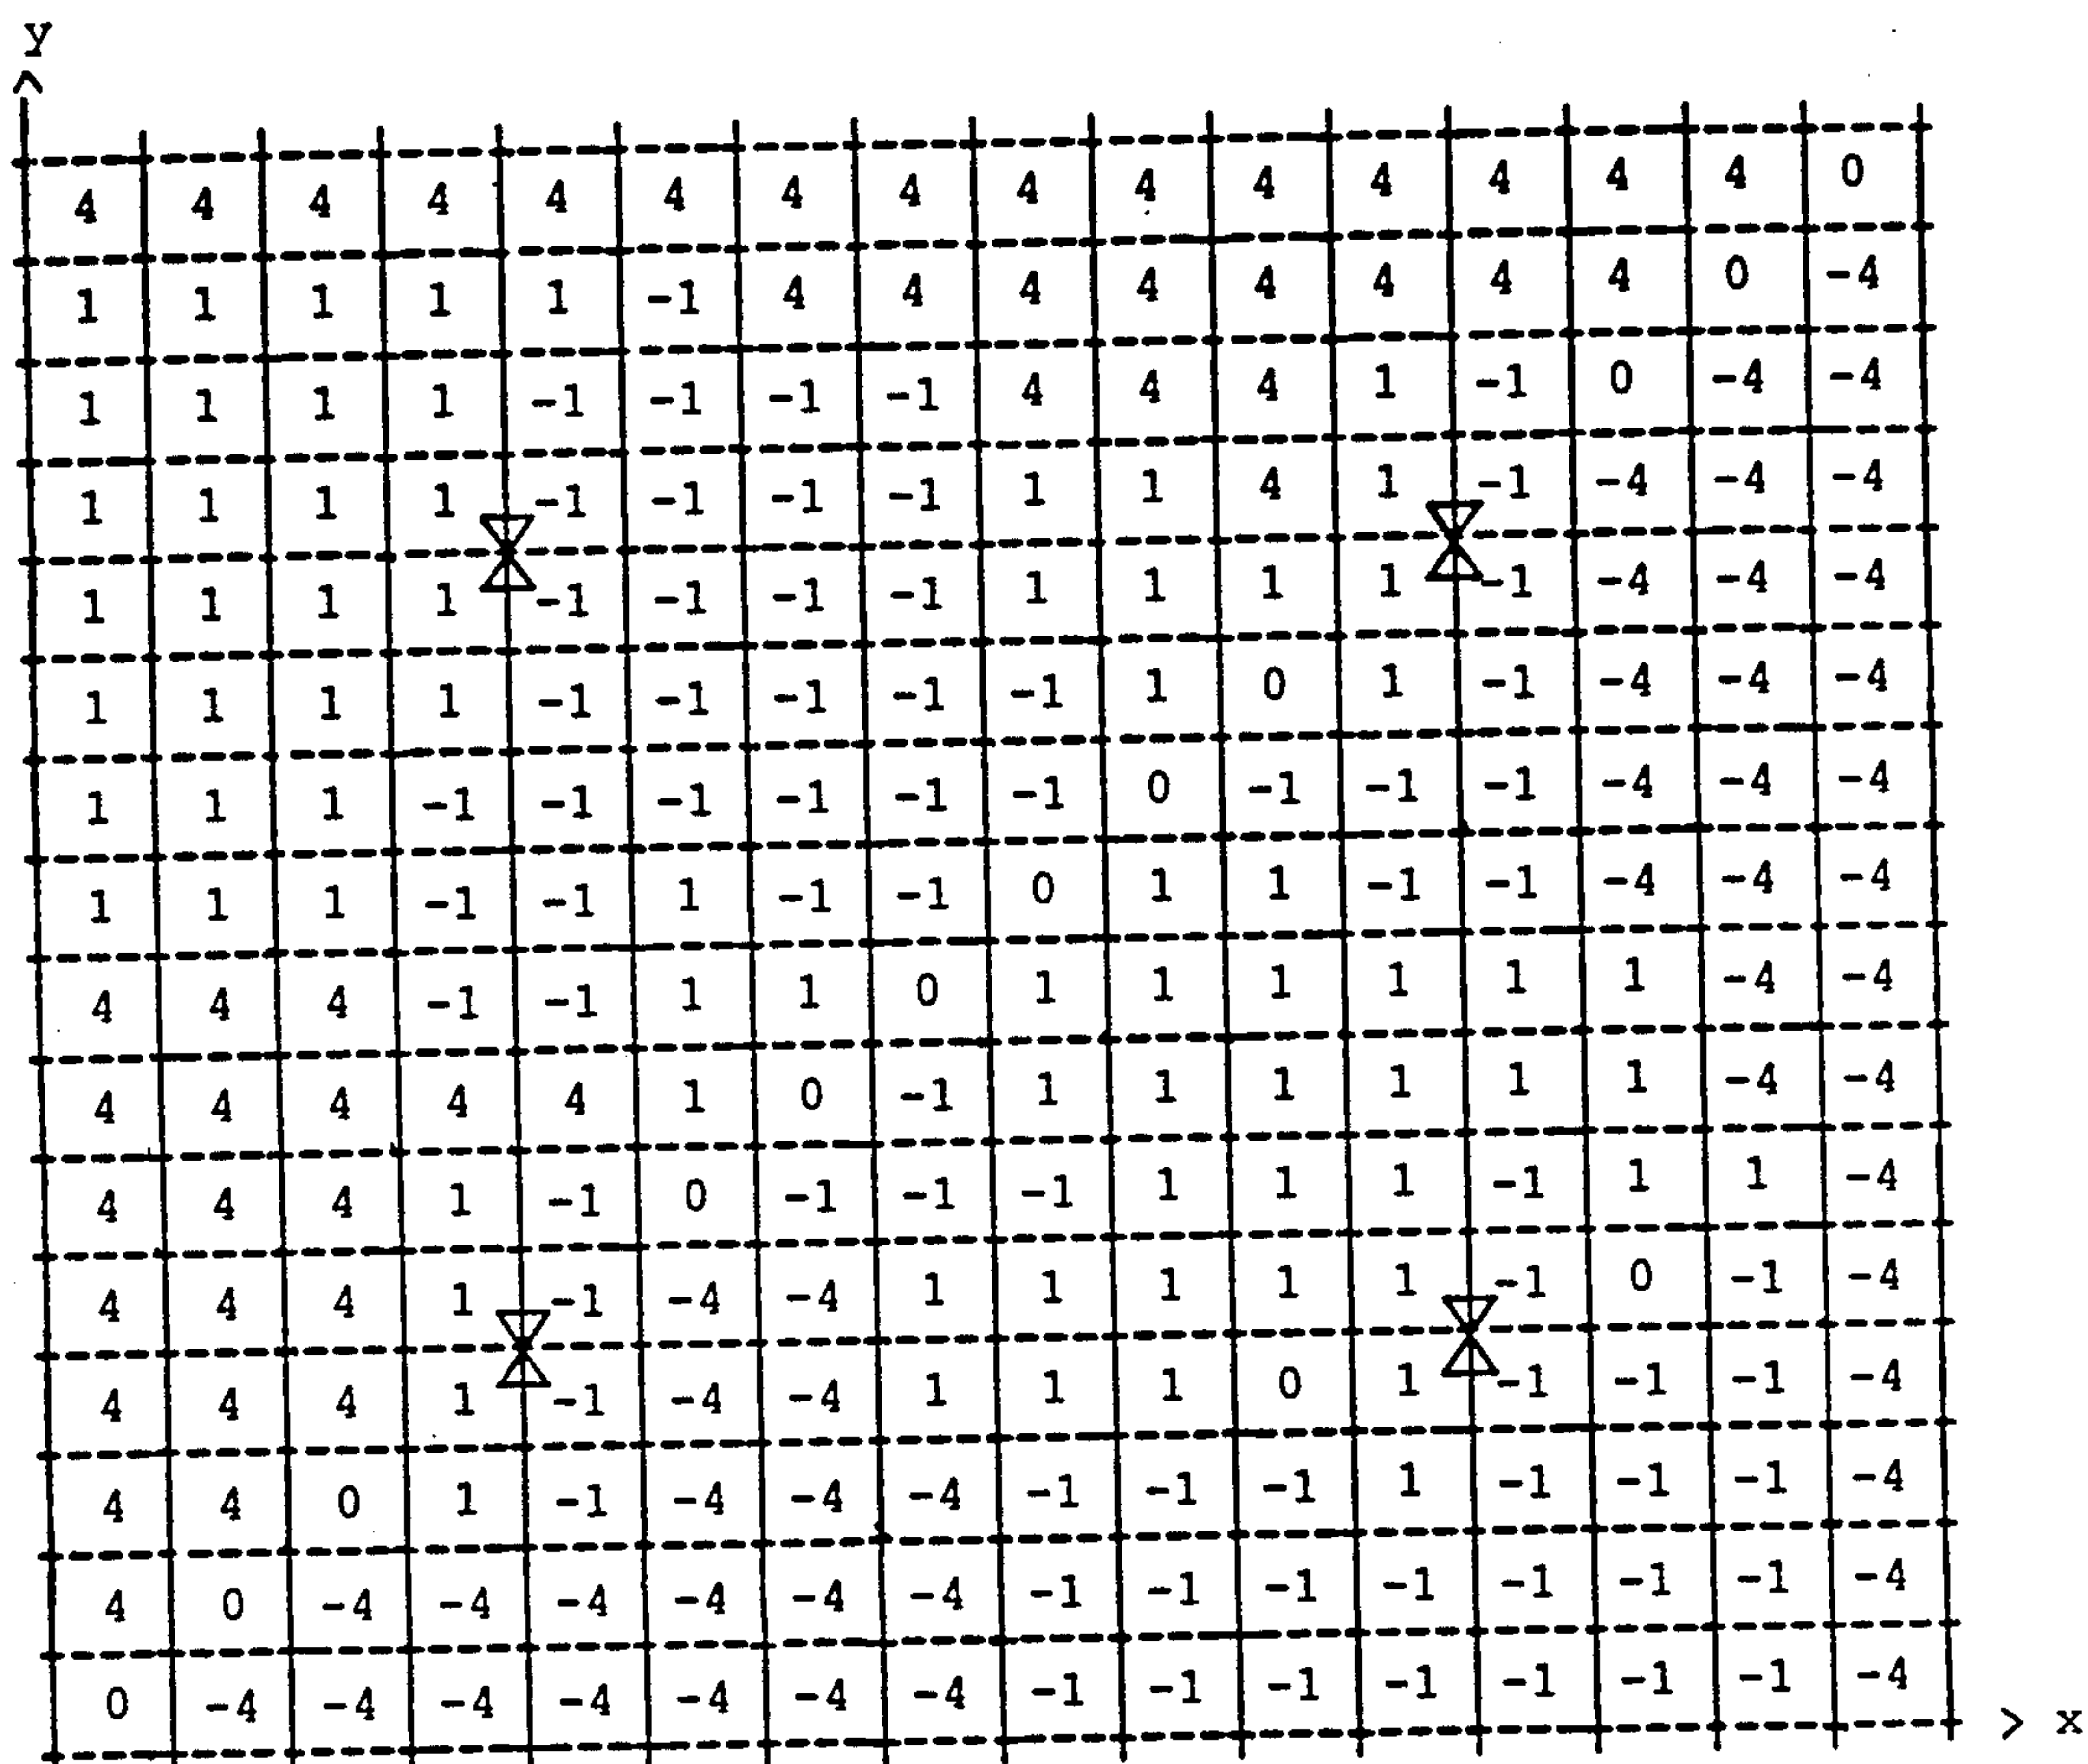 y
4 4 4 4 4 4 4 4 4 4 4 4 4 4 4 0
1 1 1 1 1 -1 4 4 4 4 4 4 4 4 0 -4
1 1 1 1 -1 -1 -1 -1 4 4 4 1 -1 0 -4 -4
1 1 1 1 -1 -1 -1 -1 1 1 4 1 -1 -4 -4 -4
1 1 1 1 -1 -1 -1 -1 1 1 1 1 -1 -4 -4 -4
1 1 1 1 -1 -1 -1 -1 -1 1 0 1 -1 -4 -4 -4
1 1 1 -1 -1 -1 -1 -1 -1 0 -1 -1 -1 -4 -4 -4
1 1 1 -1 -1 1 -1 -1 0 1 1 -1 -1 -4 -4 -4
4 4 4 -1 -1 1 1 0 1 1 1 1 1 1 -4 -4
4 4 4 4 4 1 0 -1 1 1 1 1 1 1 -4 -4
4 4 4 1 -1 0 -1 -1 -1 1 1 1 -1 1 1 -4
4 4 4 1 -1 -4 -4 1 1 1 1 1 -1 0 -1 -4
4 4 4 1 -1 -4 -4 1 1 1 0 1 -1 -1 -1 -4
4 4 0 1 -1 -4 -4 -4 -1 -1 -1 1 -1 -1 -1 -4
4 0 -4 -4 -4 -4 -4 -4 -1 -1 -1 -1 -1 -1 -1 -4
0 -4 -4 -4 -4 -4 -4 -4 -1 -1 -1 -1 -1 -1 -1 -4
> x